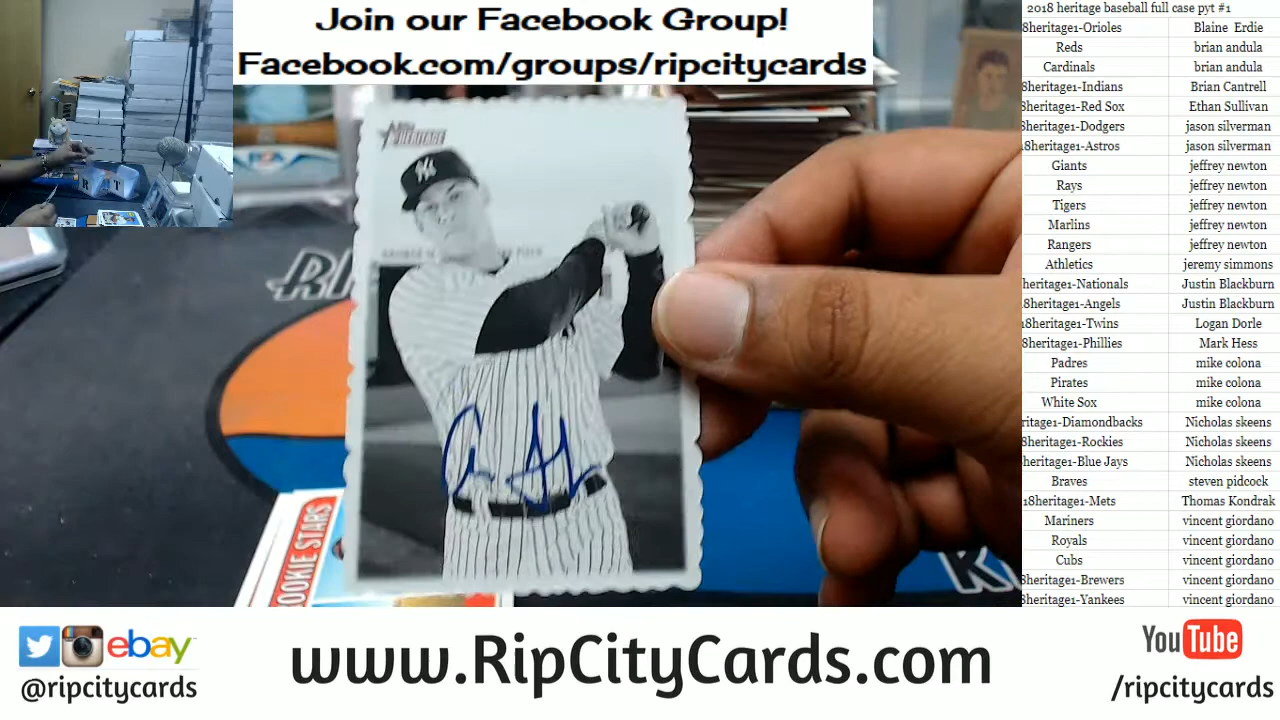 Join our Facebook Group!
Facebook.com/groups/ripcitycards
2018 heritage baseball full case pyt #1
8heritage1-Orioles Blaine Erdie
Reds brian andula
Cardinals brian andula
8heritage1-Indians Brian Cantrell
8heritage1-Red Sox Ethan Sullivan
18heritage1-Dodgers jason silverman
18heritage1-Astros jason silverman
Giants jeffrey newton
Rays jeffrey newton
Tigers jeffrey newton
Marlins jeffrey newton
Rangers jeffrey newton
Athletics jeremy simmons
heritage1-Nationals Justin Blackburn
8heritage1-Angels Justin Blackburn
18heritage1-Twins Logan Dorle
8heritage1-Phillies Mark Hess
Padres mike colona
Pirates mike colona
White Sox mike colona
ritage1-Diamondbacks Nicholas skeens
8heritage1-Rockies Nicholas skeens
8heritage1-Blue Jays Nicholas skeens
Braves steven pidcock
18heritage1-Mets Thomas Kondrak
Mariners vincent giordano
Royals vincent giordano
Cubs vincent giordano
8heritage1-Brewers vincent giordano
8heritage1-Yankees vincent giordano
HERITAGE
NY
R T
ROOKIE STARS
ebay
@ripcitycards
www.RipCityCards.com
YouTube
/ripcitycards